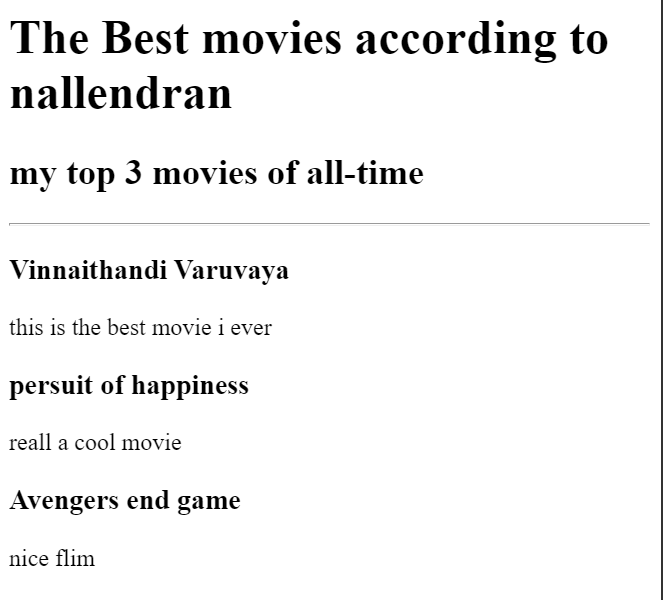 The Best movies according to
nallendran
my top 3 movies of all-time
Vinnaithandi Varuvaya
this is the best movie i ever
persuit of happiness
reall a cool movie
Avengers end game
nice flim